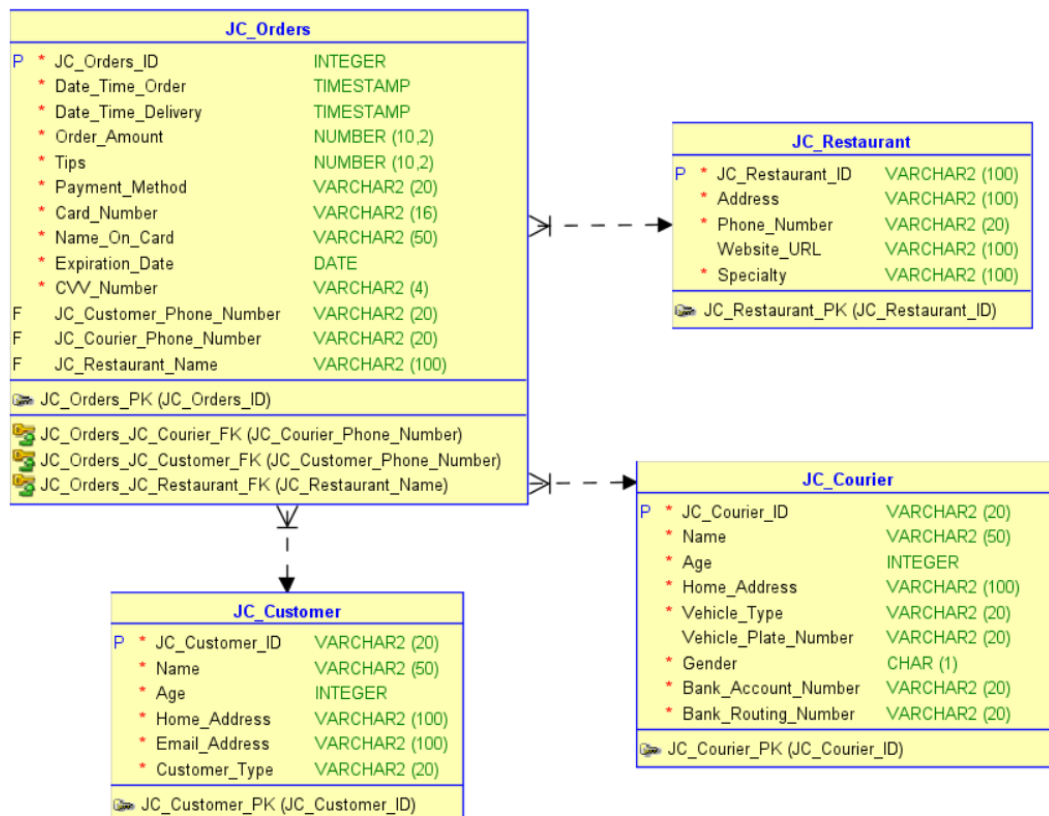 JC_Orders
P * JC_Orders_ID INTEGER
* Date_Time_Order TIMESTAMP
* Date_Time_Delivery TIMESTAMP
* Order_Amount NUMBER (10,2)
* Tips NUMBER (10,2)
* Payment_Method VARCHAR2 (20)
* Card_Number VARCHAR2 (16)
* Name_On_Card VARCHAR2 (50)
* Expiration_Date DATE
* CVV_Number VARCHAR2 (4)
F JC_Customer_Phone_Number VARCHAR2 (20)
F JC_Courier_Phone_Number VARCHAR2 (20)
F JC_Restaurant_Name VARCHAR2 (100)
JC_Orders_PK (JC_Orders_ID)
JC_Orders_JC_Courier_FK (JC_Courier_Phone_Number)
JC_Orders_JC_Customer_FK (JC_Customer_Phone_Number)
JC_Orders_JC_Restaurant_FK (JC_Restaurant_Name)
JC_Restaurant
P * JC_Restaurant_ID VARCHAR2 (100)
* Address VARCHAR2 (100)
* Phone_Number VARCHAR2 (20)
Website_URL VARCHAR2 (100)
* Specialty VARCHAR2 (100)
JC_Restaurant_PK (JC_Restaurant_ID)
JC_Courier
P * JC_Courier_ID VARCHAR2 (20)
* Name VARCHAR2 (50)
* Age INTEGER
* Home_Address VARCHAR2 (100)
* Vehicle_Type VARCHAR2 (20)
Vehicle_Plate_Number VARCHAR2 (20)
* Gender CHAR (1)
* Bank_Account_Number VARCHAR2 (20)
* Bank_Routing_Number VARCHAR2 (20)
JC_Courier_PK (JC_Courier_ID)
JC_Customer
P * JC_Customer_ID VARCHAR2 (20)
* Name VARCHAR2 (50)
* Age INTEGER
* Home_Address VARCHAR2 (100)
* Email_Address VARCHAR2 (100)
* Customer_Type VARCHAR2 (20)
JC_Customer_PK (JC_Customer_ID)